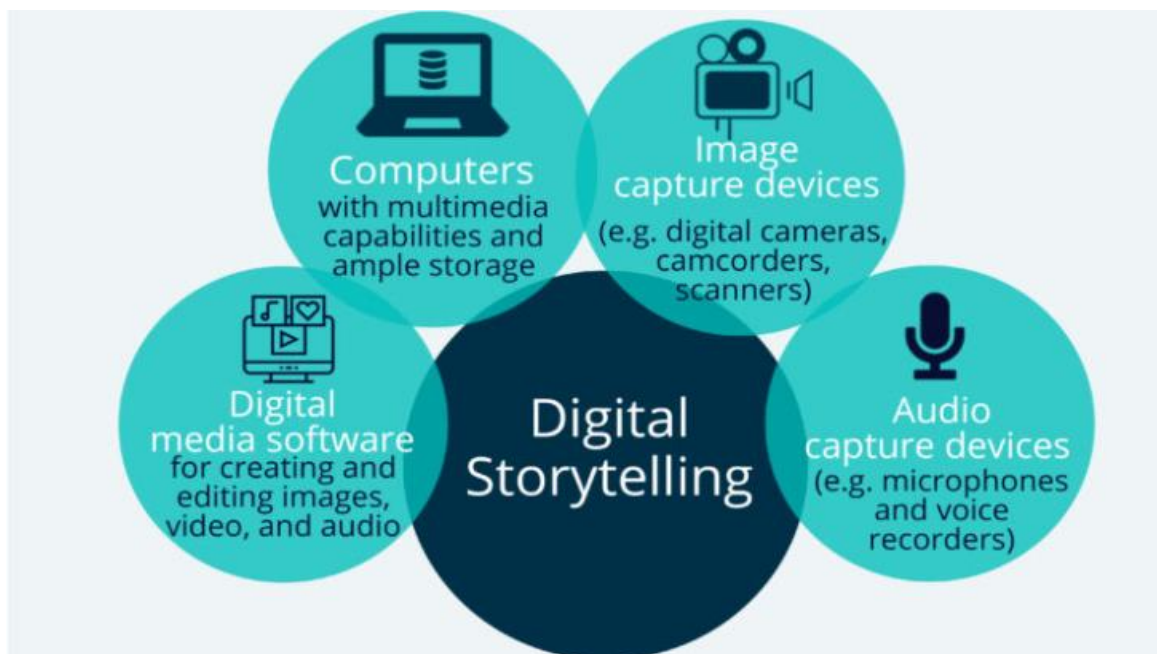 Computers
with multimedia
capabilities and
ample storage
Image
capture devices
(e.g. digital cameras,
camcorders,
scanners)
Digital
media software
for creating and
editing images,
video, and audio
Digital
Storytelling
Audio
capture devices
(e.g. microphones
and voice
recorders)